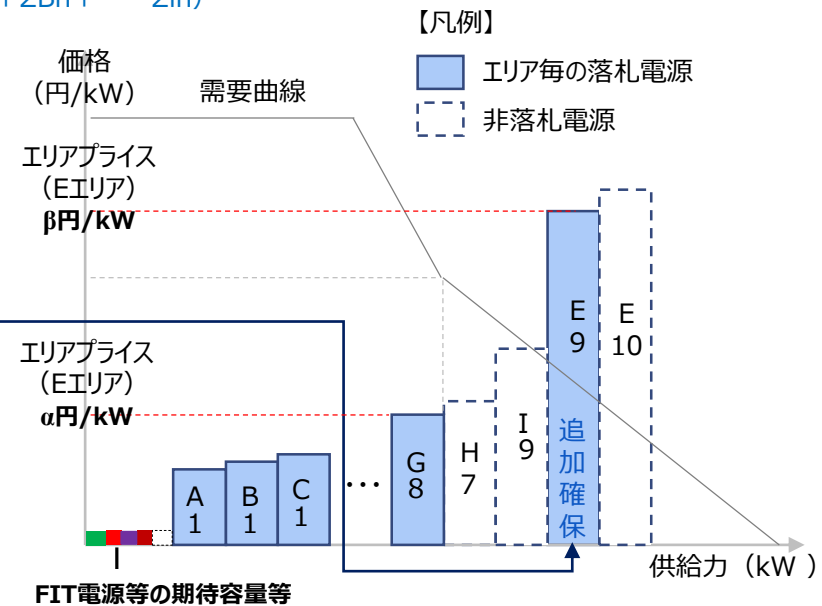 【凡例】
エリア毎の落札電源
非落札電源
価格
（円/kW）
需要曲線
エリアプライス
（Eエリア）
β円/kW
エリアプライス
（Eエリア）
α円/kW
A
1
B
1
C
1
…
G
8
H
7
I
9
E
9
追加確保
E
10
供給力（kW ）
FIT電源等の期待容量等